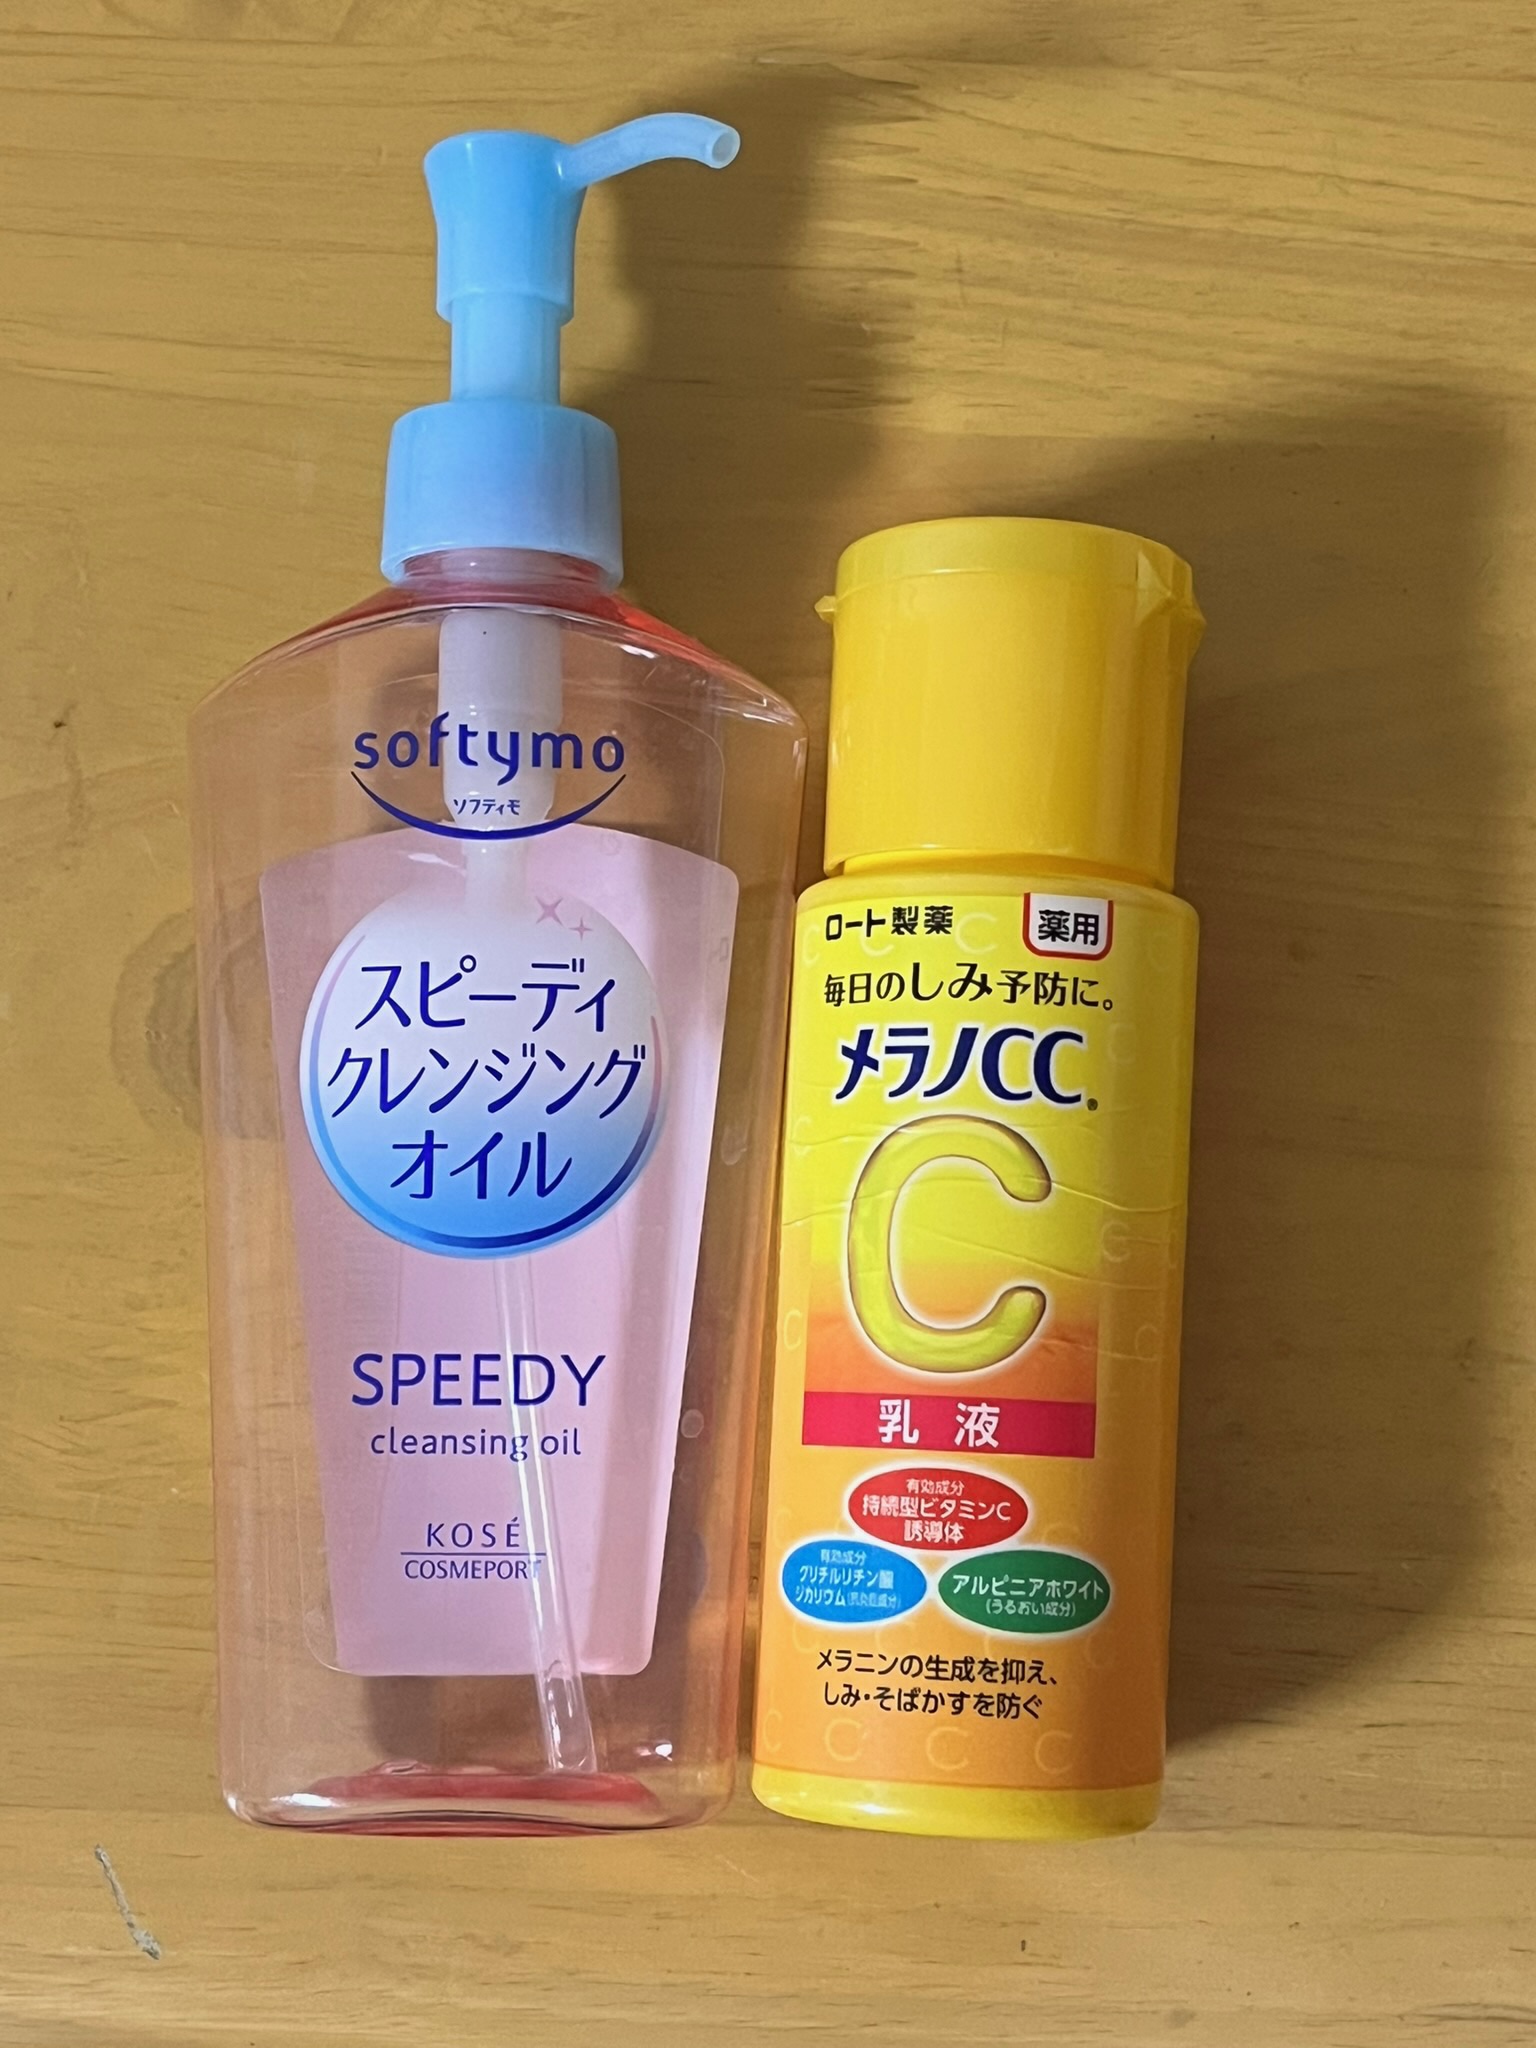 softymo
ソフティモ
スピーディ
クレンジング
オイル
SPEEDY
cleansing oil
KOSÉ
COSMEPORT
ロート製薬
薬用
毎日のしみ予防に。
メラノCC®
C
乳液
有効成分
持続型ビタミンC
誘導体
有効成分
グリチルリチン酸
ジカリウム(抗炎症成分)
アルピニアホワイト
(うるおい成分)
メラニンの生成を抑え、
しみ・そばかすを防ぐ